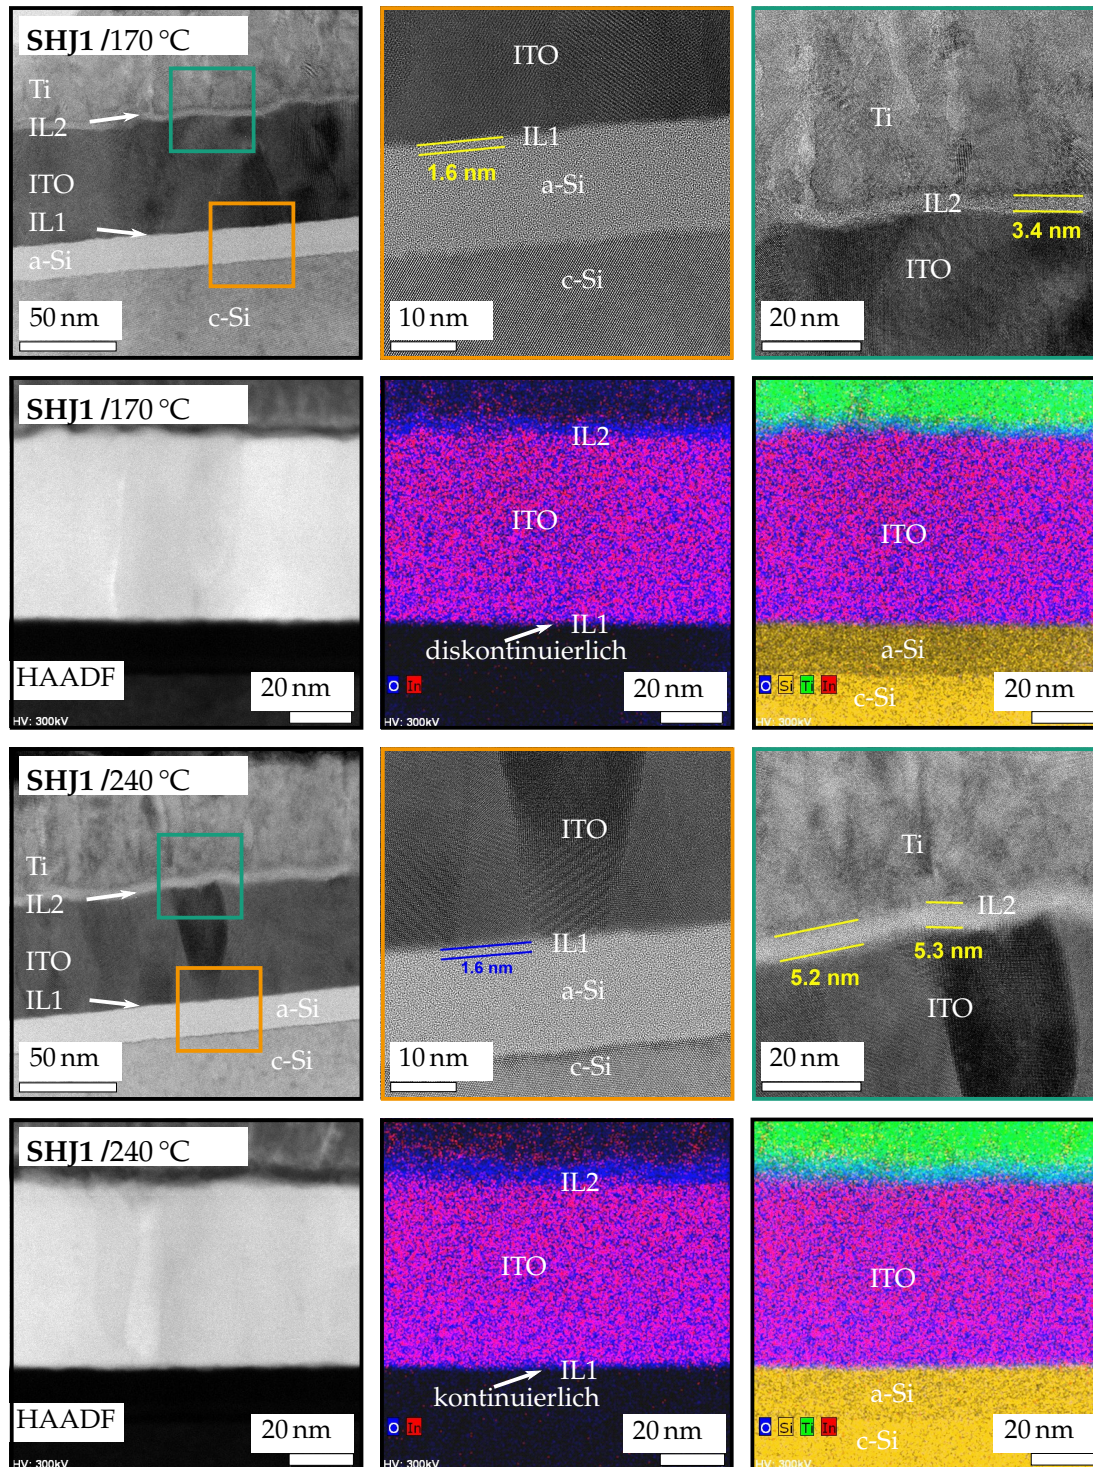 SHJ1 /170 °C
Ti
IL2
ITO
IL1
a-Si
c-Si
50 nm
ITO
IL1
1.6 nm
a-Si
c-Si
10 nm
Ti
IL2
3.4 nm
ITO
20 nm
SHJ1 /170 °C
HAADF
20 nm
HV: 300kV
IL2
ITO
IL1
diskontinuierlich
O In
20 nm
HV: 300kV
ITO
a-Si
O Si Ti In
c-Si
20 nm
HV: 300kV
SHJ1 /240 °C
Ti
IL2
ITO
IL1
a-Si
c-Si
50 nm
ITO
IL1
1.6 nm
a-Si
c-Si
10 nm
Ti
IL2
5.3 nm
5.2 nm
ITO
20 nm
SHJ1 /240 °C
HAADF
20 nm
HV: 300kV
IL2
ITO
IL1
kontinuierlich
O In
20 nm
HV: 300kV
ITO
a-Si
O Si Ti In
c-Si
20 nm
HV: 300kV